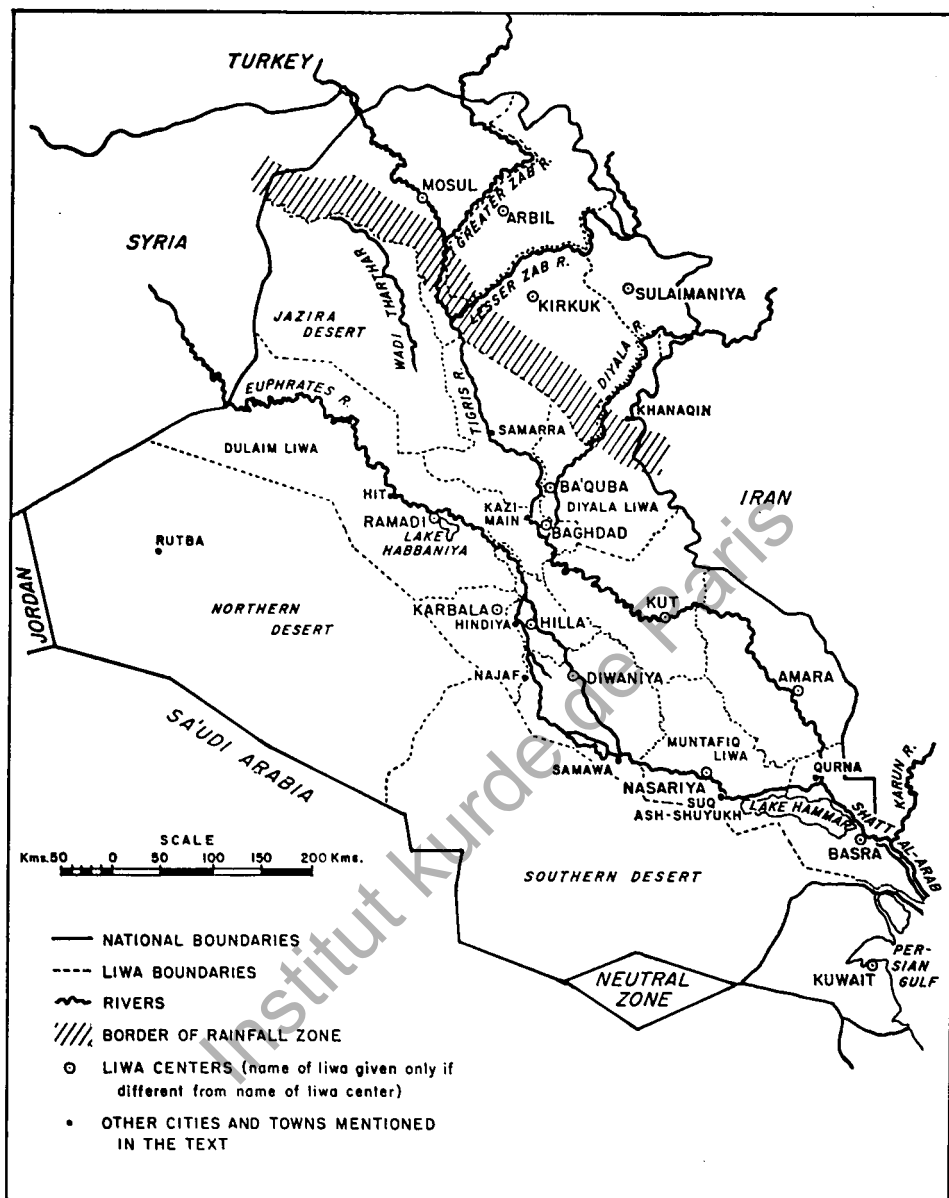 TURKEY
MOSUL
GREATER ZAB R.
ARBIL
SYRIA
WADI THARTHAR
LESSER ZAB R.
SULAIMANIYA
KIRKUK
JAZIRA
DESERT
DIYALA R.
TIGRIS R.
EUPHRATES R.
KHANAQIN
SAMARRA
DULAIM LIWA
BA'QUBA
IRAN
HIT
KAZI-
MAIN
DIYALA LIWA
RAMADI
BAGHDAD
LAKE
HABBANIYA
RUTBA
JORDAN
NORTHERN
DESERT
KUT
KARBALA
HINDIYA
HILLA
NAJAF
DIWANIYA
AMARA
SA'UDI ARABIA
MUNTAFIQ
LIWA
KARUN R.
SAMAWA
QURNA
NASARIYA
SUQ
ASH-SHUYUKH
LAKE HAMMAR
SHATT AL-ARAB
BASRA
SCALE
Kms.50 0 50 100 150 200 Kms.
SOUTHERN DESERT
NATIONAL BOUNDARIES
LIWA BOUNDARIES
RIVERS
BORDER OF RAINFALL ZONE
LIWA CENTERS (name of liwa given only if
different from name of liwa center)
OTHER CITIES AND TOWNS MENTIONED
IN THE TEXT
NEUTRAL
ZONE
KUWAIT
PER-
SIAN
GULF
Institut kurde de Paris